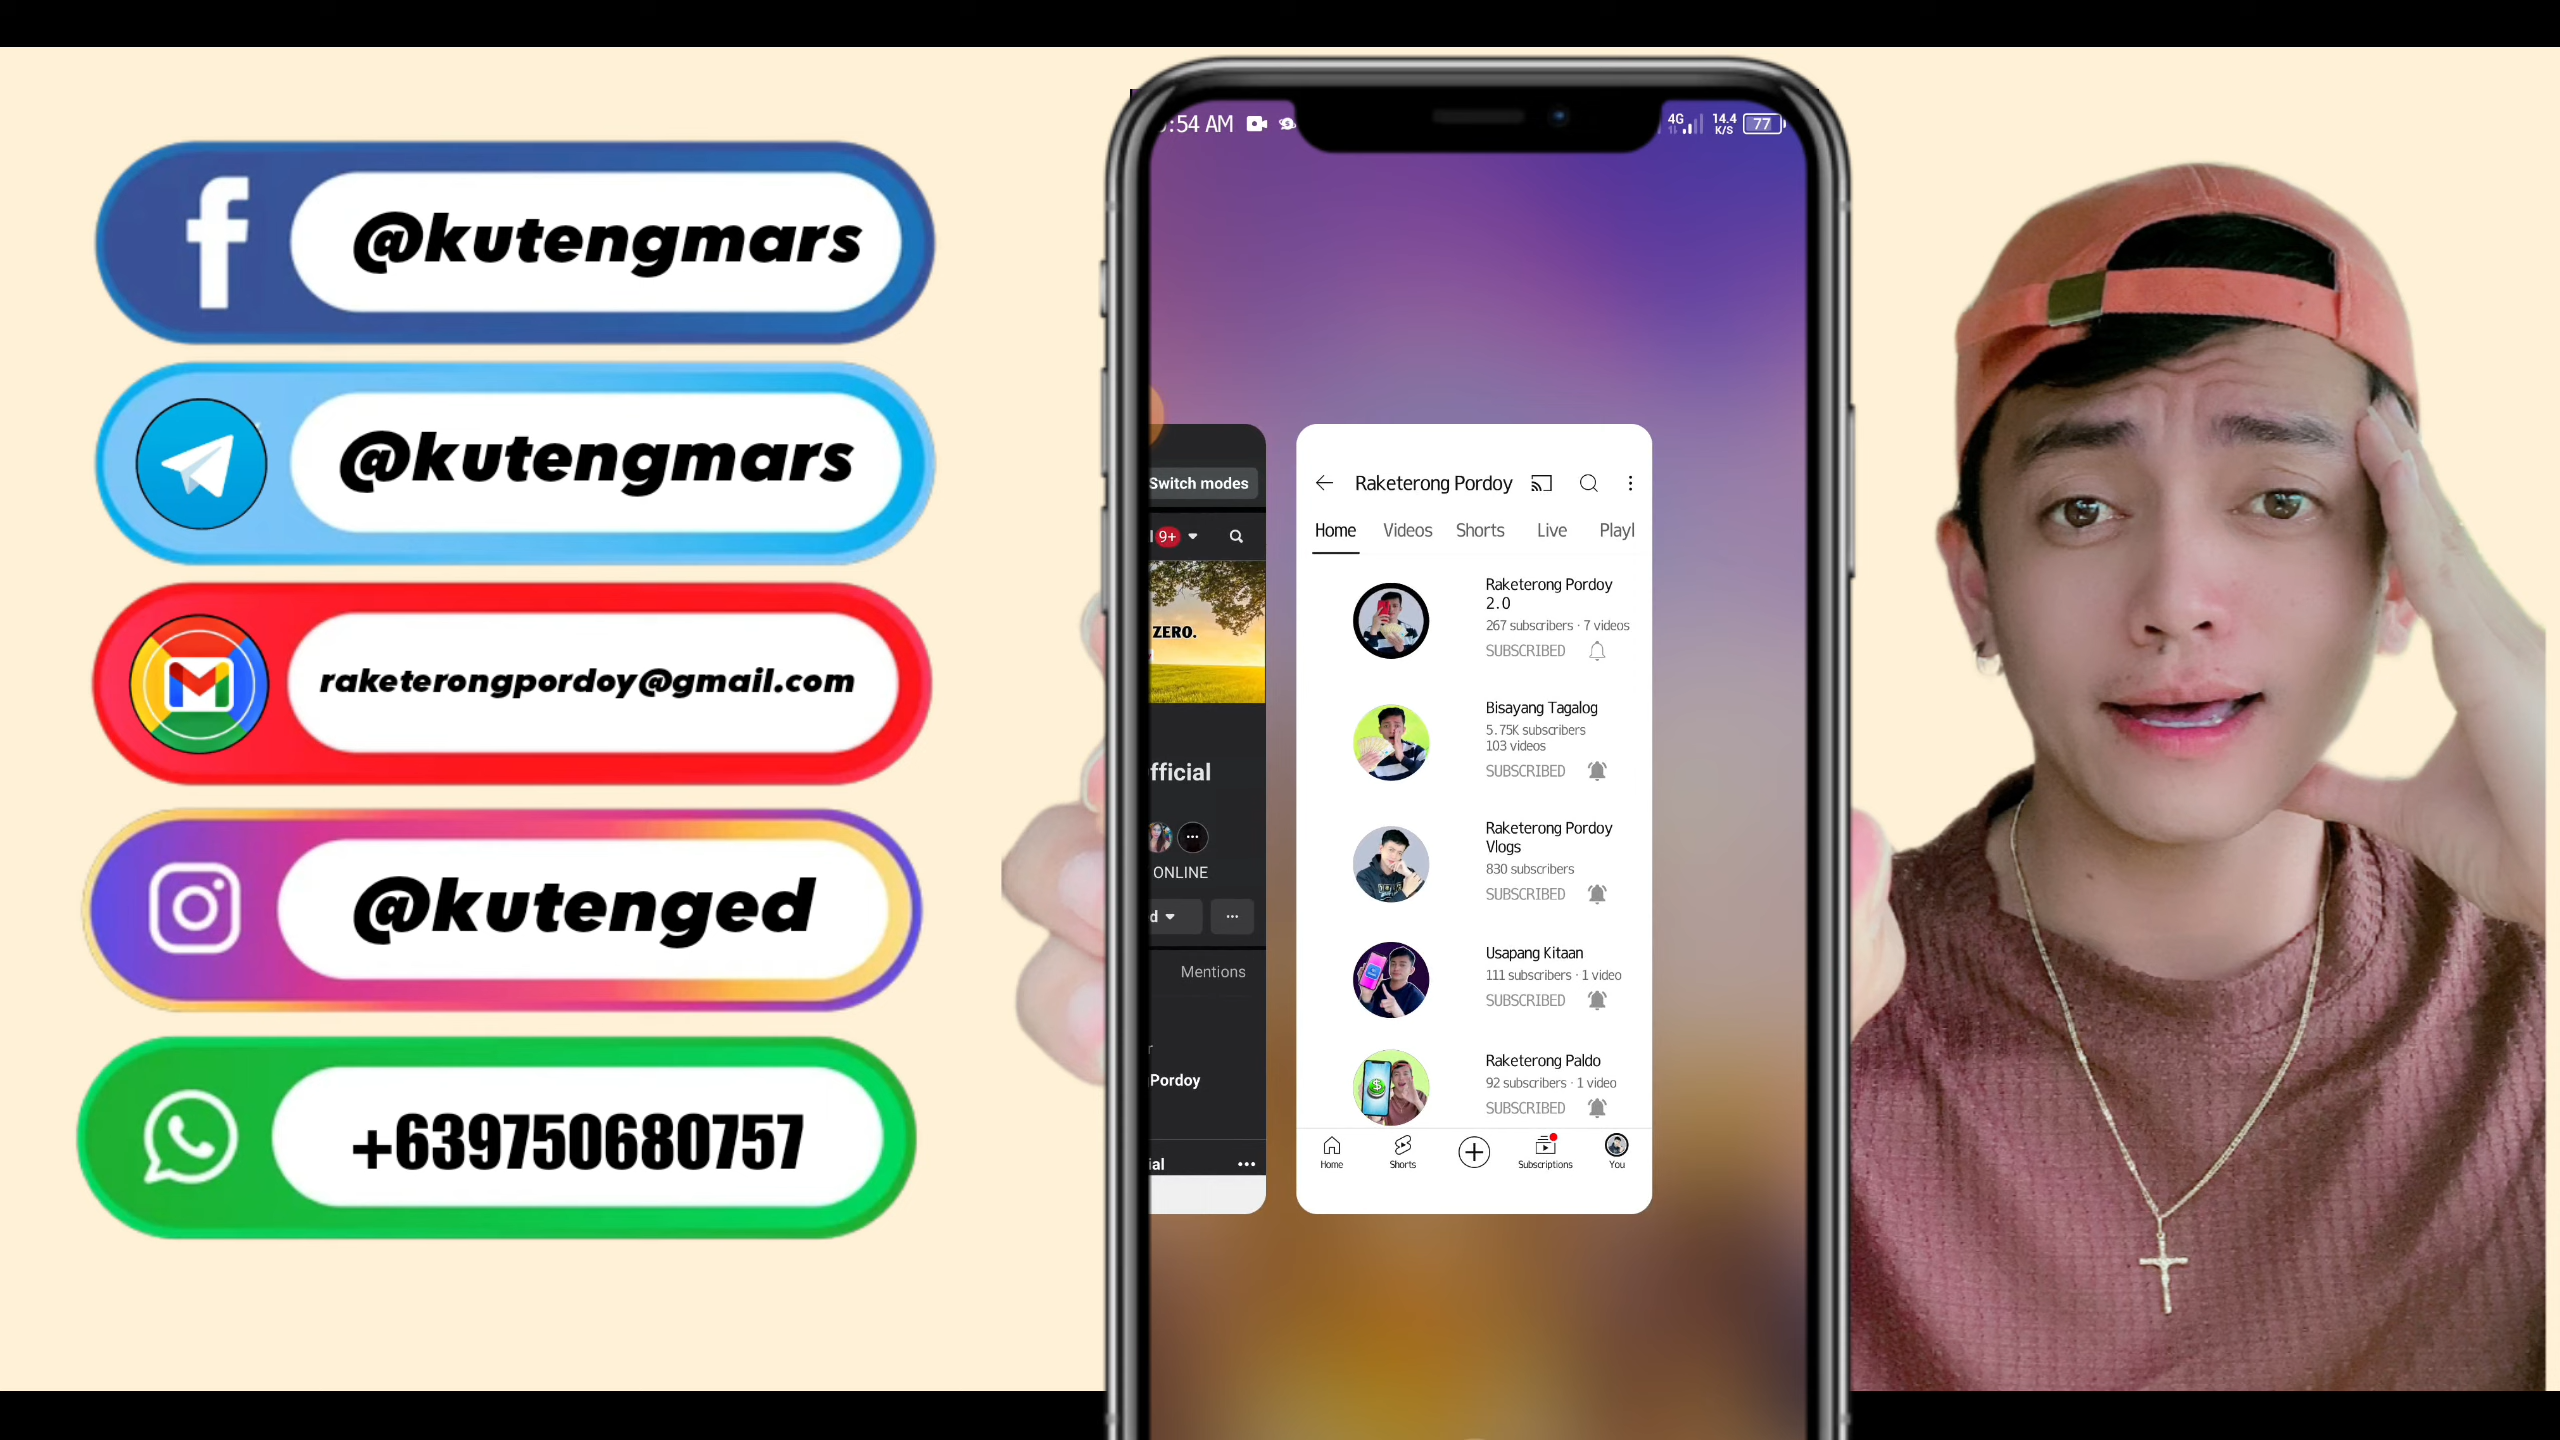 @kutengmars
@kutengmars
raketerongpordoy@gmail.com
@kutenged
+639750680757
:54 AM
4G
14.4
K/S
77
Switch modes
9+
ZERO.
fficial
ONLINE
d
Mentions
r
Pordoy
ial
Raketerong Pordoy
Home Videos Shorts Live Playl
Raketerong Pordoy
2.0
267 subscribers · 7 videos
SUBSCRIBED
Bisayang Tagalog
5.75K subscribers
103 videos
SUBSCRIBED
Raketerong Pordoy
Vlogs
830 subscribers
SUBSCRIBED
Usapang Kitaan
111 subscribers · 1 video
SUBSCRIBED
Raketerong Paldo
92 subscribers · 1 video
SUBSCRIBED
Home Shorts Subscriptions You